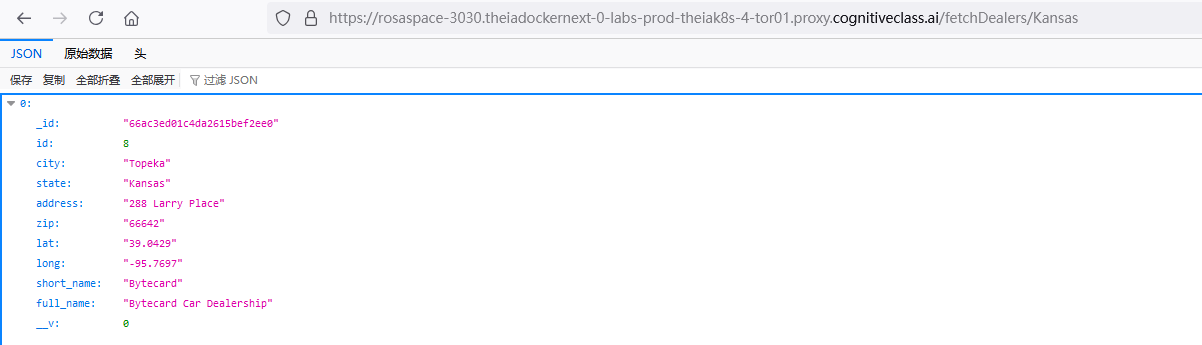 https://rosaspace-3030.theiadockernext-0-labs-prod-theiak8s-4-tor01.proxy.cognitiveclass.ai/fetchDealers/Kansas
JSON 原始数据 头
保存 复制 全部折叠 全部展开 过滤 JSON
0:
_id: "66ac3ed01c4da2615bef2ee0"
id: 8
city: "Topeka"
state: "Kansas"
address: "288 Larry Place"
zip: "66642"
lat: "39.0429"
long: "-95.7697"
short_name: "Bytecard"
full_name: "Bytecard Car Dealership"
__v: 0